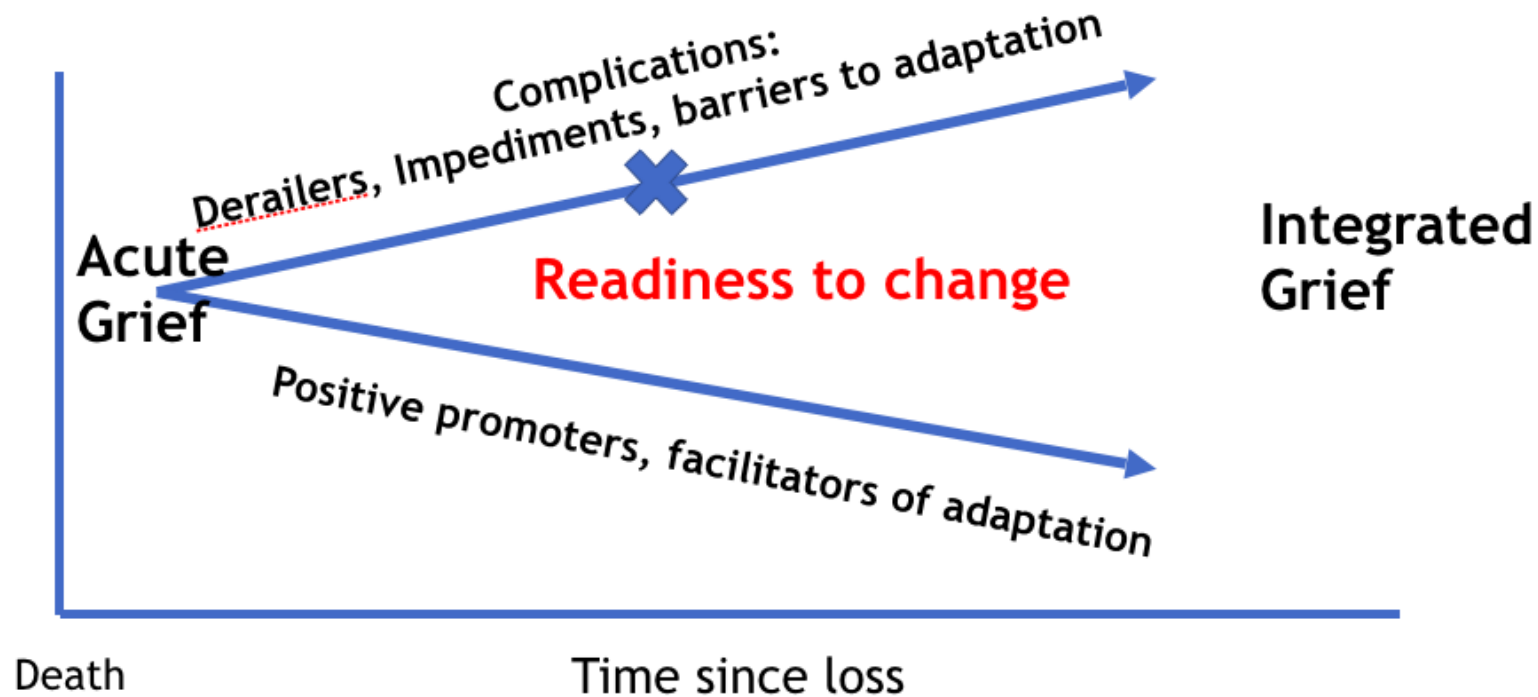 Complications:
Derailers, Impediments, barriers to adaptation
Acute
Grief
Readiness to change
Integrated
Grief
Positive promoters, facilitators of adaptation
Death
Time since loss